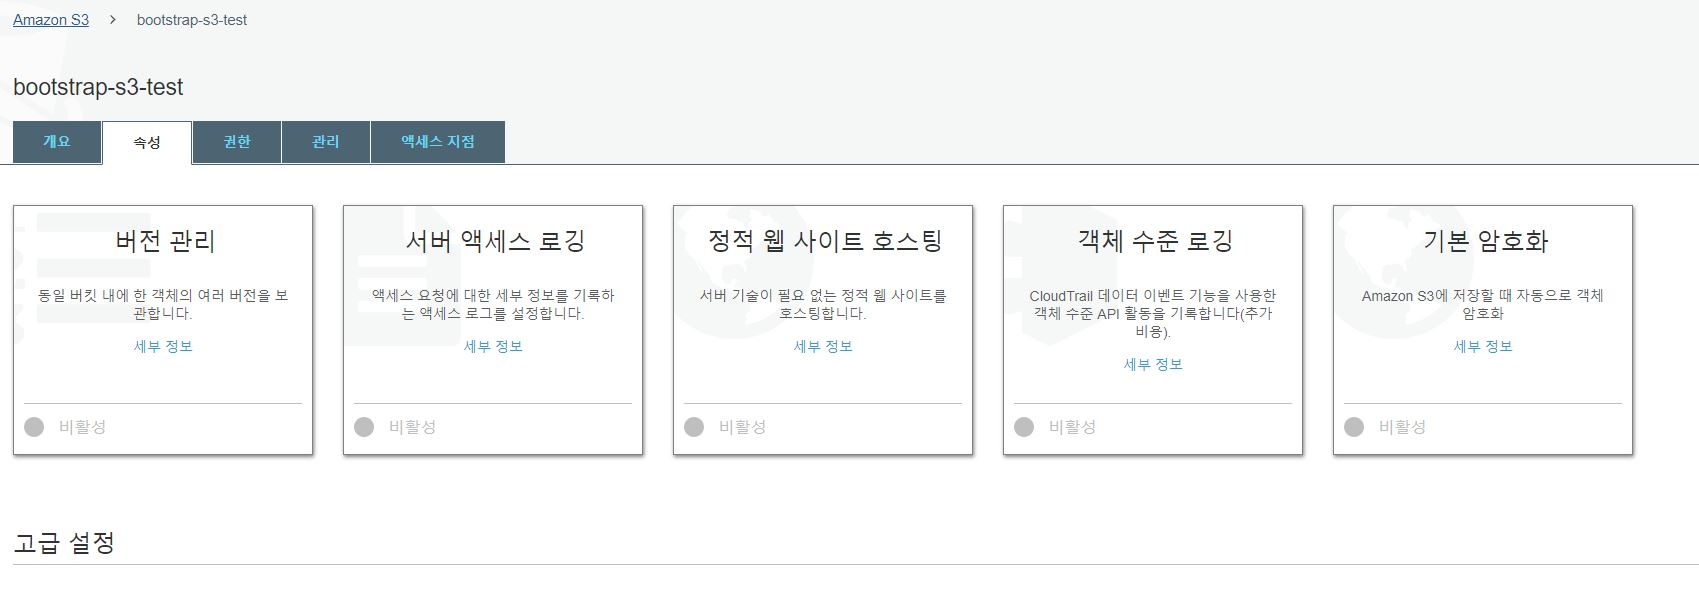 Amazon S3 > bootstrap-s3-test
bootstrap-s3-test
개요 속성 권한 관리 액세스 지점
버전 관리
동일 버킷 내에 한 객체의 여러 버전을 보
관합니다.
세부 정보
비활성
서버 액세스 로깅
액세스 요청에 대한 세부 정보를 기록하
는 액세스 로그를 설정합니다.
세부 정보
비활성
정적 웹 사이트 호스팅
서버 기술이 필요 없는 정적 웹 사이트를
호스팅합니다.
세부 정보
비활성
객체 수준 로깅
CloudTrail 데이터 이벤트 기능을 사용한
객체 수준 API 활동을 기록합니다(추가
비용).
세부 정보
비활성
기본 암호화
Amazon S3에 저장할 때 자동으로 객체
암호화
세부 정보
비활성
고급 설정